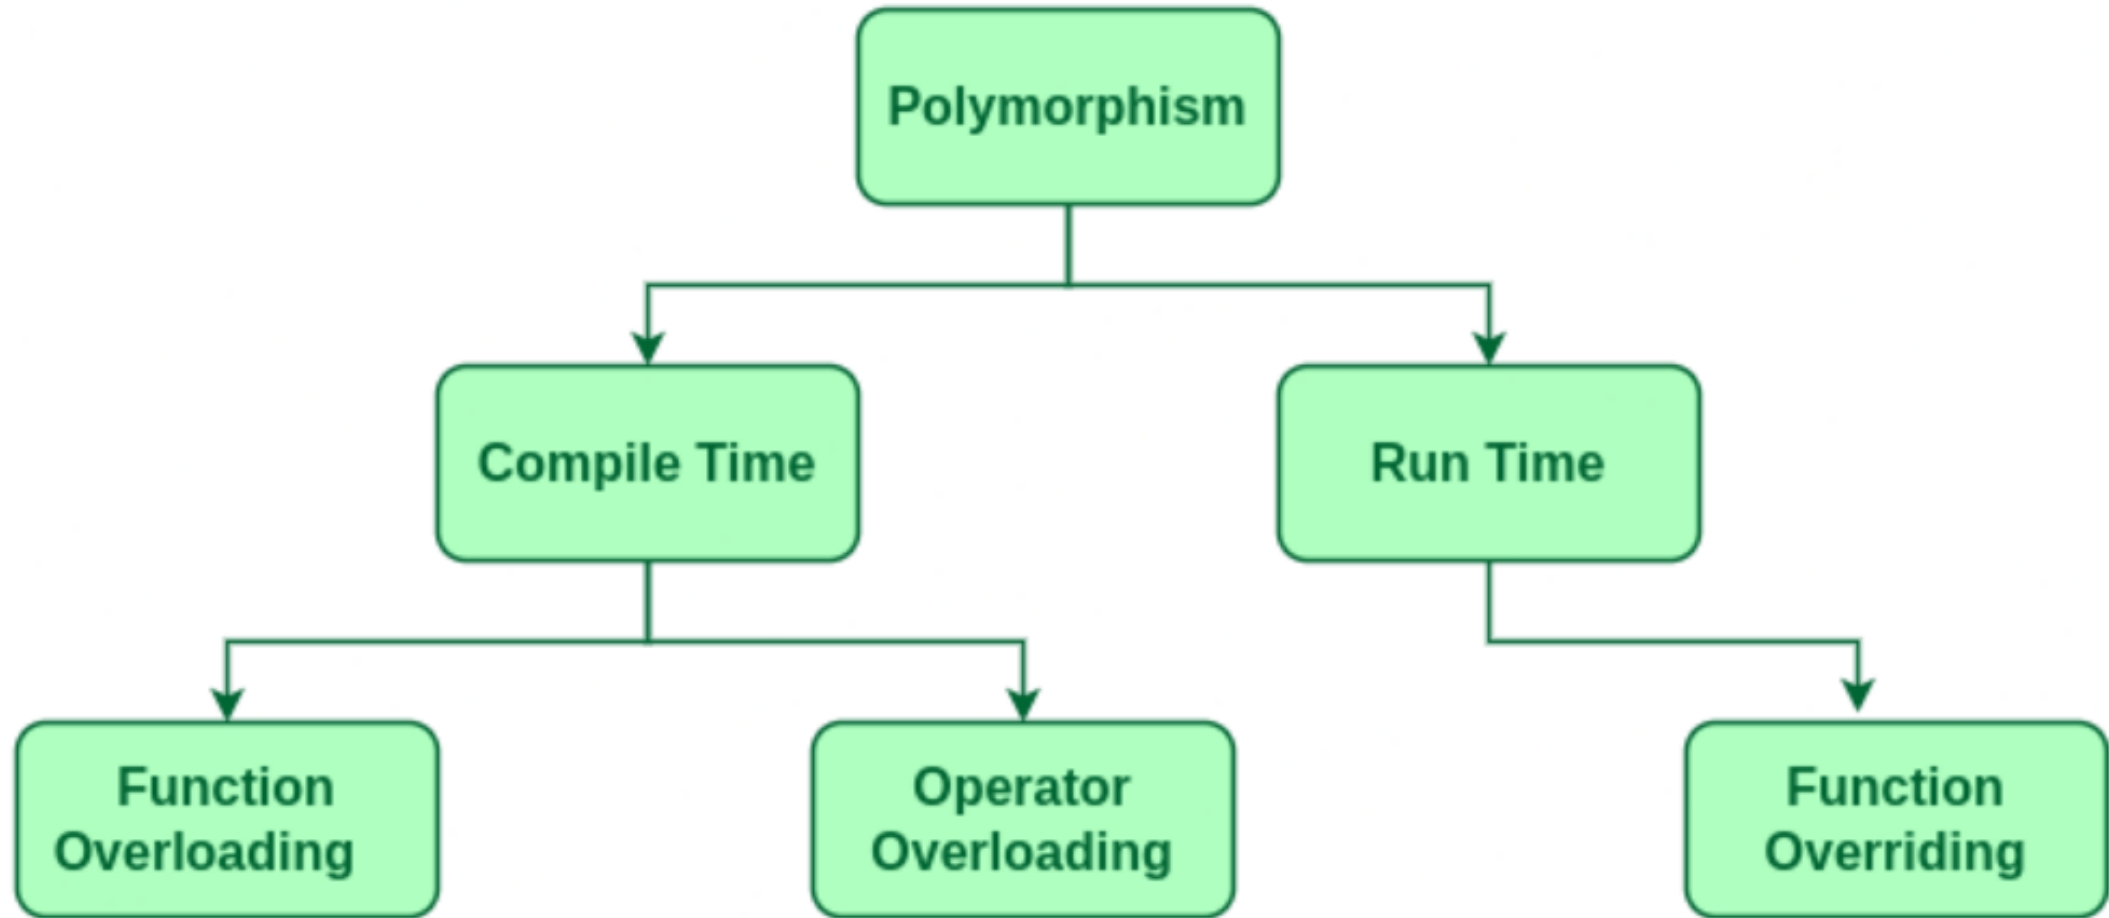 Polymorphism
Compile Time
Run Time
Function
Overloading
Operator
Overloading
Function
Overriding